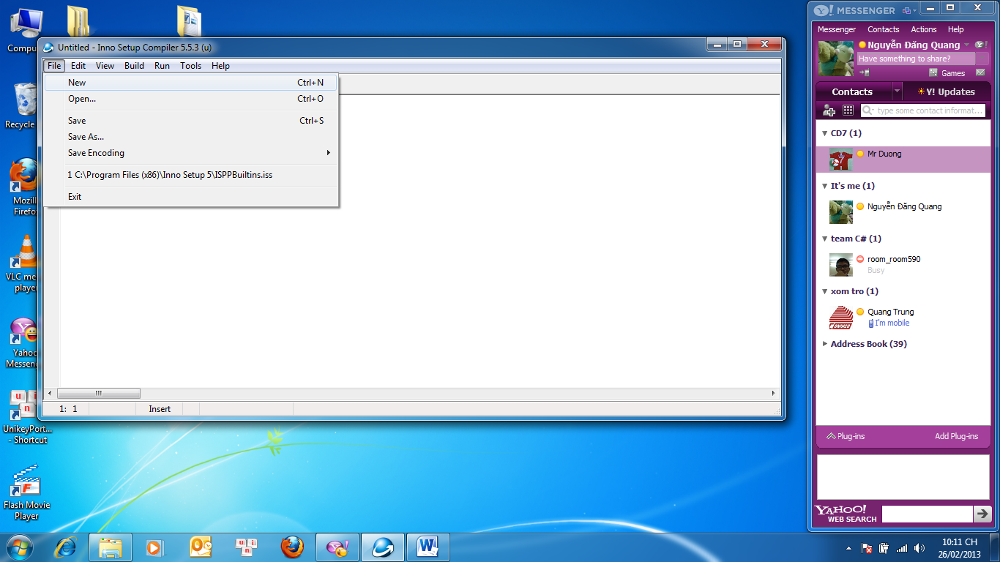 Untitled - Inno Setup Compiler 5.5.3 (u)
File Edit View Build Run Tools Help
New Ctrl+N
Open... Ctrl+O
Save Ctrl+S
Save As...
Save Encoding
1 C:\Program Files (x86)\Inno Setup 5\ISPPBuiltins.iss
Exit
1: 1 Insert
Recycle
Mozill
Firefo
VLC me
player
Yahoo
Messen
UnikeyPort...
- Shortcut
Flash Movie
Player
Y! MESSENGER
Messenger Contacts Actions Help
Nguyễn Đăng Quang
Have something to share?
Games
Contacts Y! Updates
type some contact informat...
CD7 (1)
Mr Duong
It's me (1)
Nguyễn Đăng Quang
team C# (1)
room_room590
Busy
xom tro (1)
Quang Trung
I'm mobile
Address Book (39)
Plug-ins Add Plug-ins
YAHOO!
WEB SEARCH
10:11 CH
26/02/2013